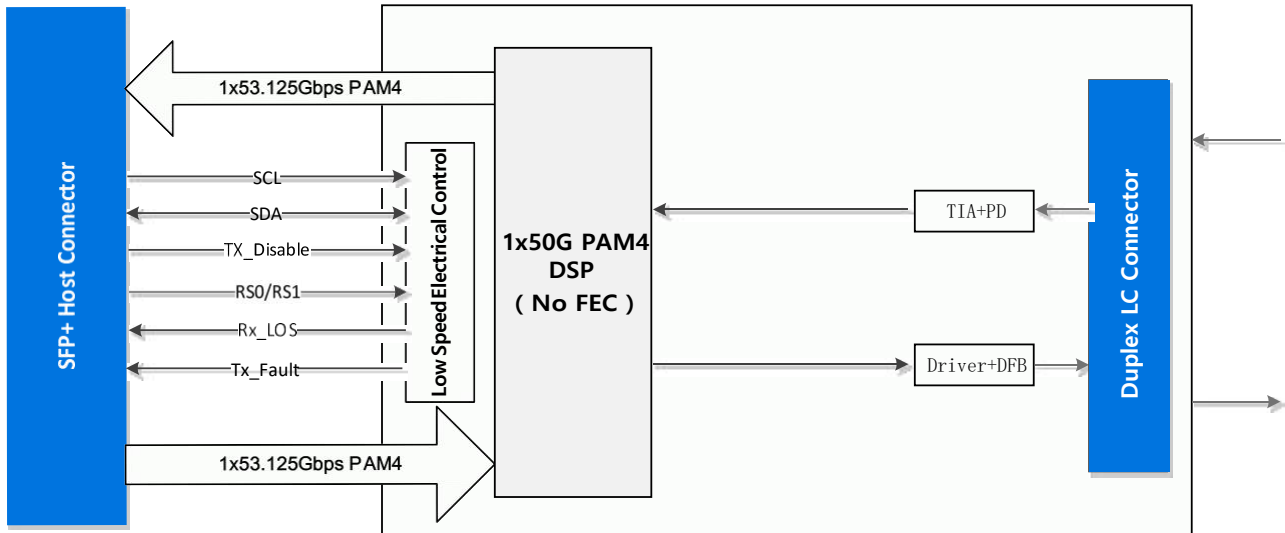 SFP+ Host Connector
1x53.125Gbps PAM4
SCL
SDA
TX_Disable
RS0/RS1
Rx_LOS
Tx_Fault
1x53.125Gbps PAM4
Low Speed Electrical Control
1x50G PAM4
DSP
( No FEC )
TIA+PD
Driver+DFB
Duplex LC Connector